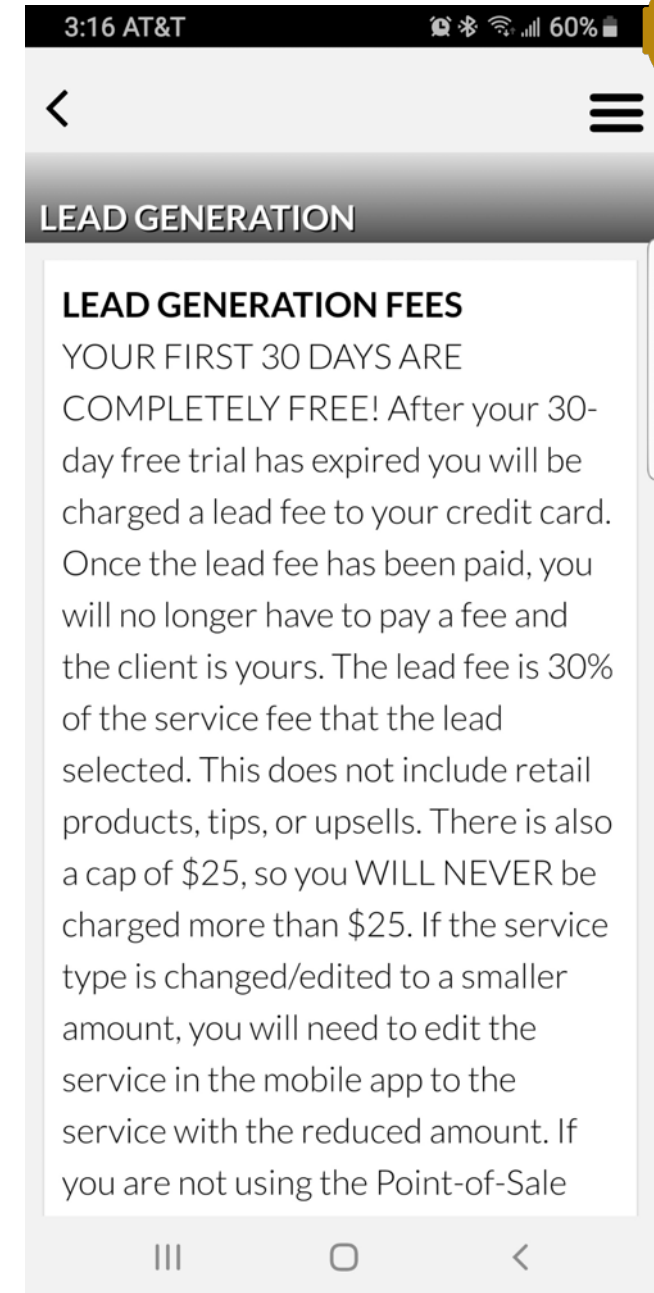 3:16 AT&T 60%
LEAD GENERATION
LEAD GENERATION FEES
YOUR FIRST 30 DAYS ARE
COMPLETELY FREE! After your 30-
day free trial has expired you will be
charged a lead fee to your credit card.
Once the lead fee has been paid, you
will no longer have to pay a fee and
the client is yours. The lead fee is 30%
of the service fee that the lead
selected. This does not include retail
products, tips, or upsells. There is also
a cap of $25, so you WILL NEVER be
charged more than $25. If the service
type is changed/edited to a smaller
amount, you will need to edit the
service in the mobile app to the
service with the reduced amount. If
you are not using the Point-of-Sale